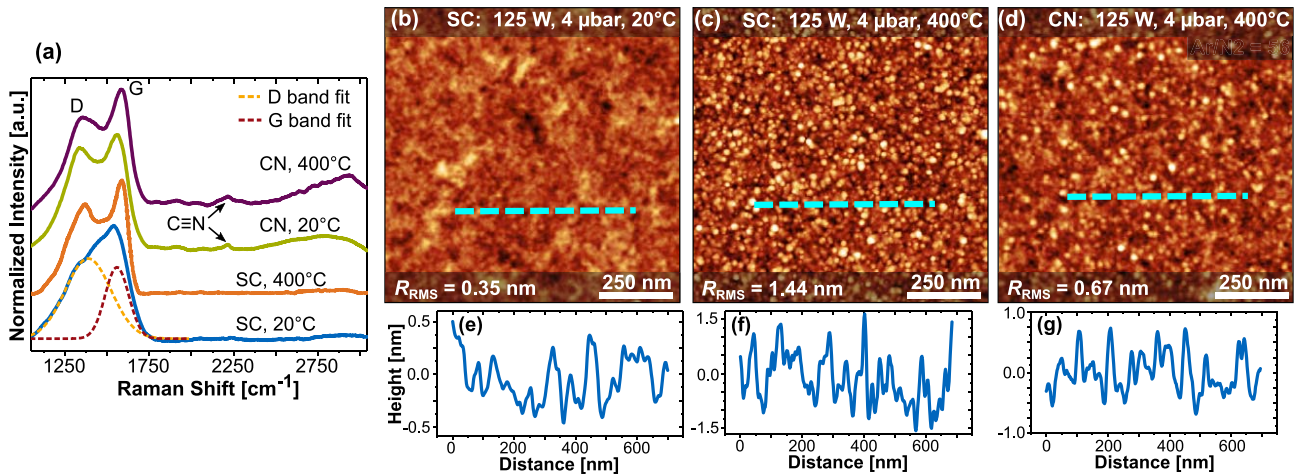 (a)
Normalized Intensity [a.u.]
D
G
D band fit
G band fit
CN, 400°C
C≡N
CN, 20°C
SC, 400°C
SC, 20°C
1250
1750
2250
2750
Raman Shift [cm-1]
(b) SC: 125 W, 4 µbar, 20°C
RRMS = 0.35 nm
250 nm
(c) SC: 125 W, 4 µbar, 400°C
RRMS = 1.44 nm
250 nm
(d) CN: 125 W, 4 µbar, 400°C
RRMS = 0.67 nm
250 nm
(e)
Height [nm]
0.5
0.0
-0.5
0 200 400 600
Distance [nm]
(f)
1.5
0.0
-1.5
0 200 400 600
Distance [nm]
(g)
1.0
0.0
-1.0
0 200 400 600
Distance [nm]